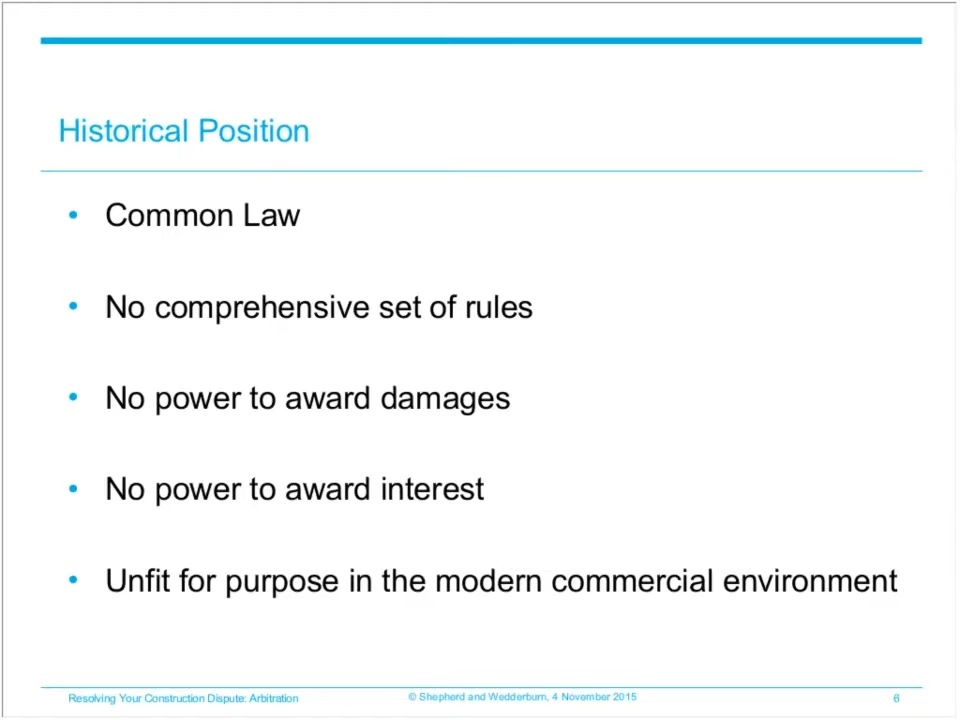 Historical Position
• Common Law
• No comprehensive set of rules
• No power to award damages
• No power to award interest
• Unfit for purpose in the modern commercial environment
Resolving Your Construction Dispute: Arbitration
© Shepherd and Wedderburn, 4 November 2015
6